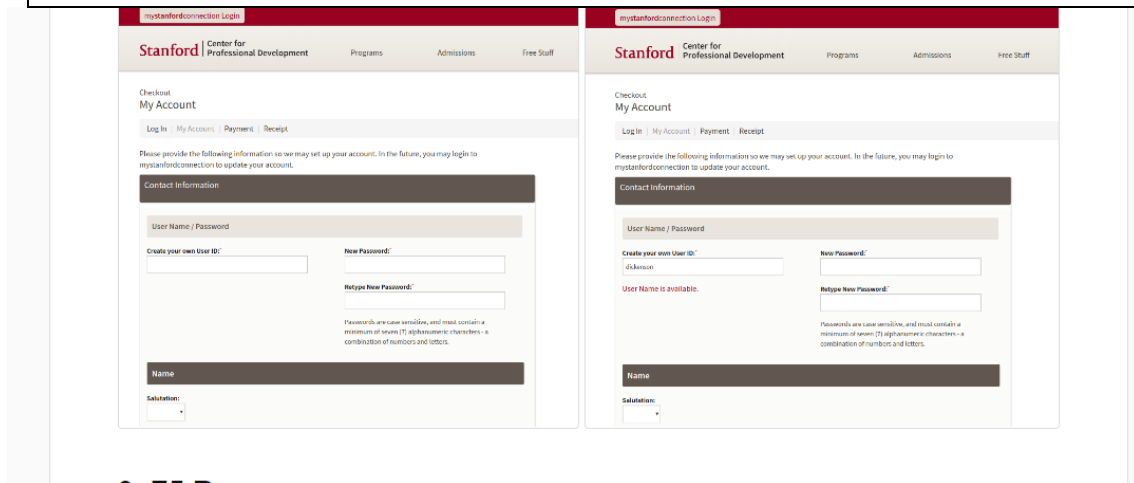 mystanfordconnection Login
Stanford Center for
Professional Development
Programs Admissions Free Stuff
Checkout
My Account
Log In | My Account | Payment | Receipt
Please provide the following information so we may set up your account. In the future, you may login to
mystanfordconnection to update your account.
Contact Information
User Name / Password
Create your own User ID:* New Password:*
Retype New Password:*
Passwords are case sensitive, and must contain a
minimum of seven (7) alphanumeric characters - a
combination of numbers and letters.
Name
Salutation:
mystanfordconnection Login
Stanford Center for
Professional Development
Programs Admissions Free Stuff
Checkout
My Account
Log In | My Account | Payment | Receipt
Please provide the following information so we may set up your account. In the future, you may login to
mystanfordconnection to update your account.
Contact Information
User Name / Password
Create your own User ID:* New Password:*
dickenson
User Name is available. Retype New Password:*
Passwords are case sensitive, and must contain a
minimum of seven (7) alphanumeric characters - a
combination of numbers and letters.
Name
Salutation: